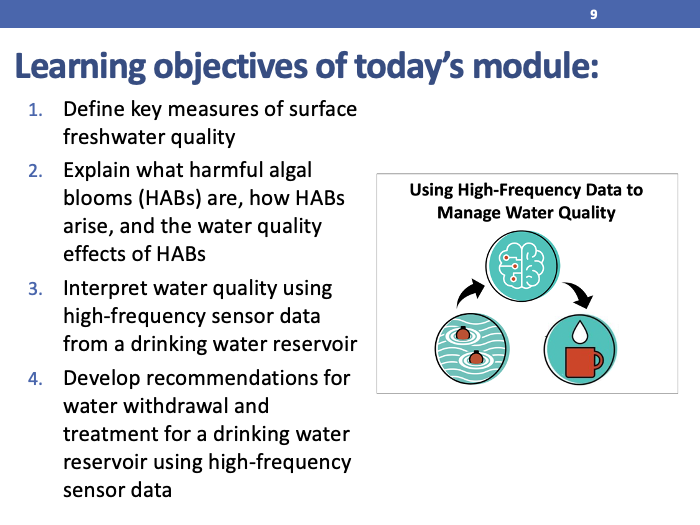 9
Learning objectives of today's module:
1. Define key measures of surface
freshwater quality
2. Explain what harmful algal
blooms (HABs) are, how HABs
arise, and the water quality
effects of HABs
3. Interpret water quality using
high-frequency sensor data
from a drinking water reservoir
4. Develop recommendations for
water withdrawal and
treatment for a drinking water
reservoir using high-frequency
sensor data
Using High-Frequency Data to
Manage Water Quality